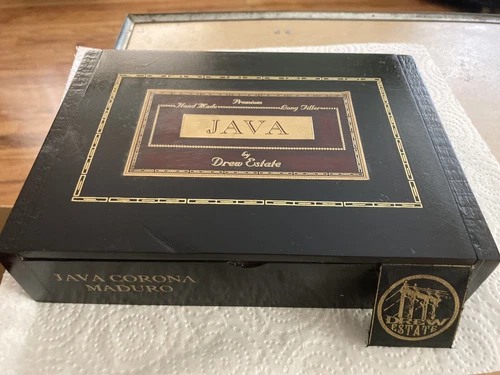 Premium
Hand Made Long Filler
JAVA
by
Drew Estate
JAVA CORONA
MADURO
DREW
ESTATE